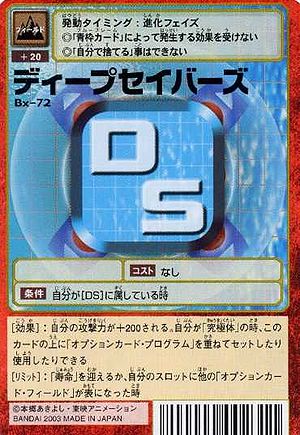 フィールド
+20
発動タイミング:進化フェイズ
◎「青枠カード」によって発生する効果を受けない
◎「自分で捨てる」事はできない
ディープセイバーズ
Bx-72
DS
コスト なし
条件 自分が[DS]に属している時
[効果]:自分の攻撃力が+200される。自分が「究極体」の時、この
カードの上に「オプションカード・プログラム」を重ねてセットしたり
使用したりできる
[リミット]:「寿命」を迎えるか、自分のスロットに他の「オプションカー
ド・フィールド」が表になった時
©本郷あきよし・東映アニメーション
BANDAI 2003 MADE IN JAPAN